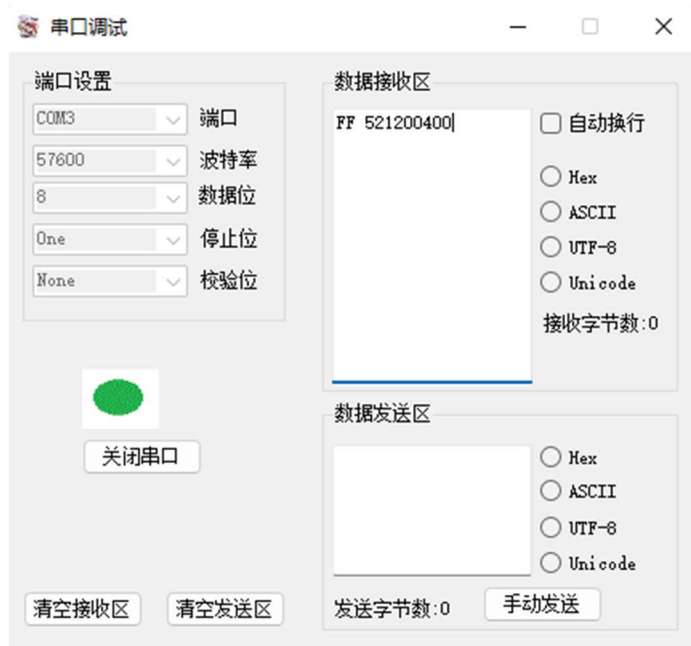 串口调试
端口设置
COM3 端口
57600 波特率
8 数据位
One 停止位
None 校验位
关闭串口
清空接收区 清空发送区
数据接收区
FF 521200400
自动换行
Hex
ASCII
UTF-8
Unicode
接收字节数:0
数据发送区
Hex
ASCII
UTF-8
Unicode
发送字节数:0 手动发送